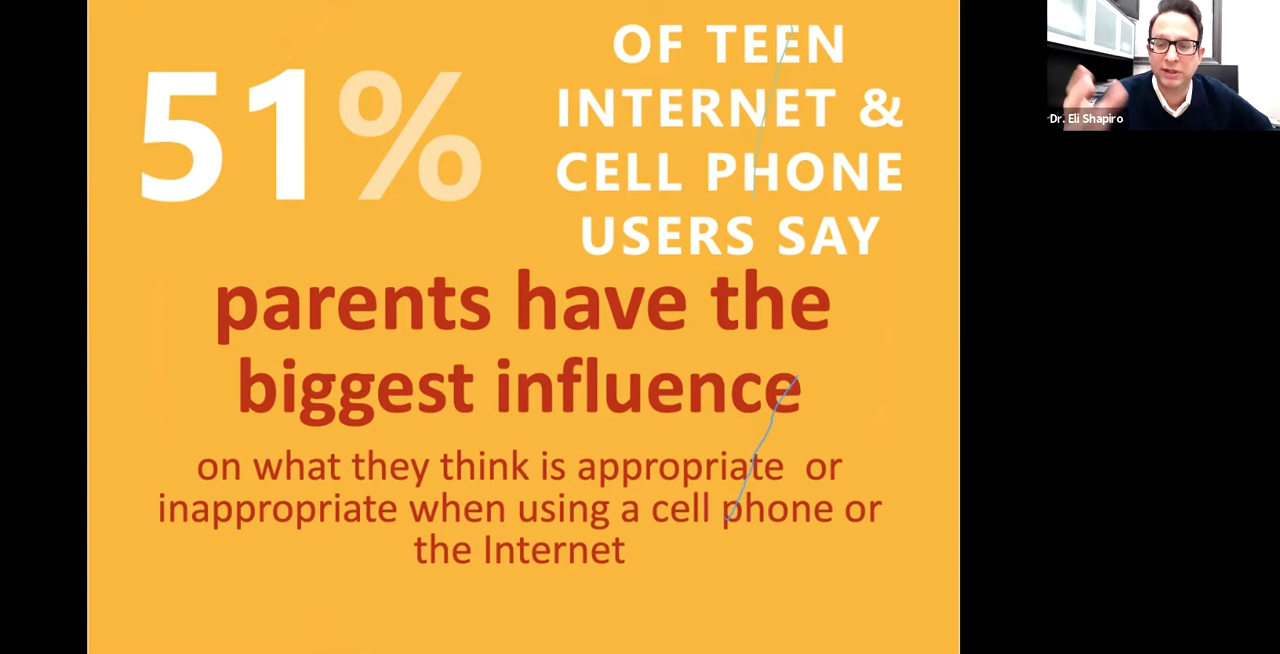 51%
OF TEEN
INTERNET &
CELL PHONE
USERS SAY
parents have the
biggest influence
on what they think is appropriate  or
inappropriate when using a cell phone or
the Internet
Dr. Eli Shapiro